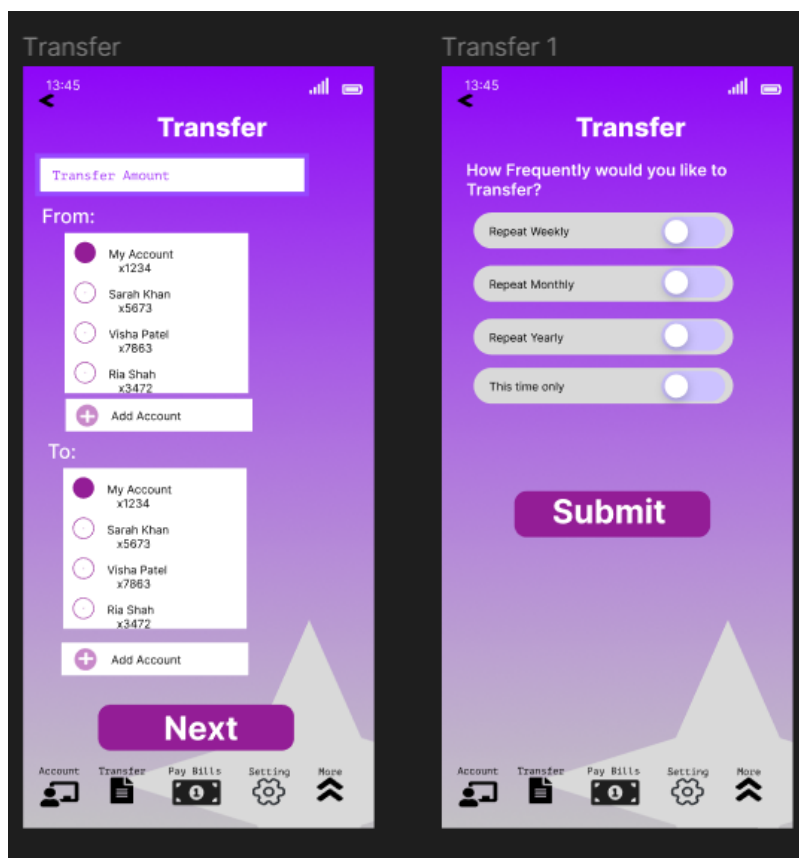 Transfer
13:45
Transfer
Transfer Amount
From:
My Account
x1234
Sarah Khan
x5673
Visha Patel
x7863
Ria Shah
x3472
Add Account
To:
My Account
x1234
Sarah Khan
x5673
Visha Patel
x7863
Ria Shah
x3472
Add Account
Next
Account Transfer Pay Bills Setting More
1
Transfer 1
13:45
Transfer
How Frequently would you like to
Transfer?
Repeat Weekly
Repeat Monthly
Repeat Yearly
This time only
Submit
Account Transfer Pay Bills Setting More
1